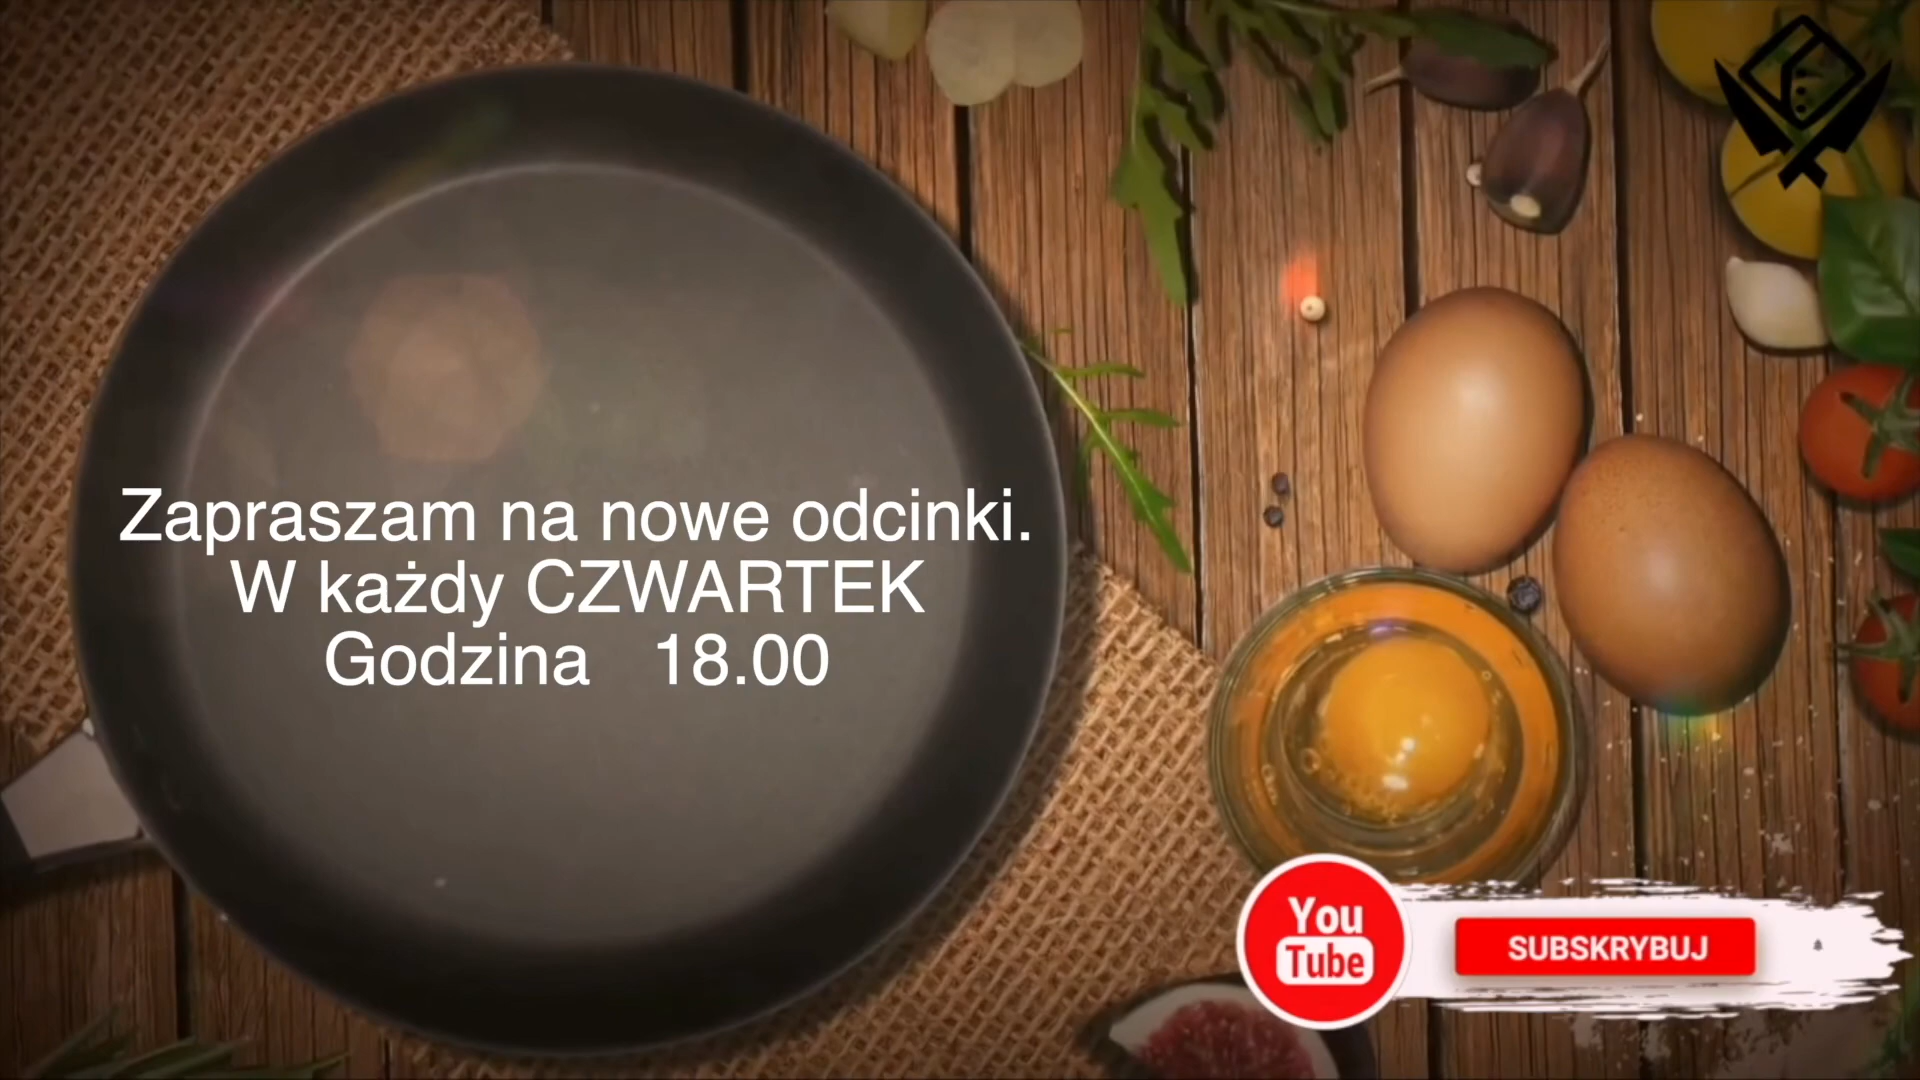 Zapraszam na nowe odcinki.
W każdy CZWARTEK
Godzina 18.00
You
Tube
SUBSKRYBUJ